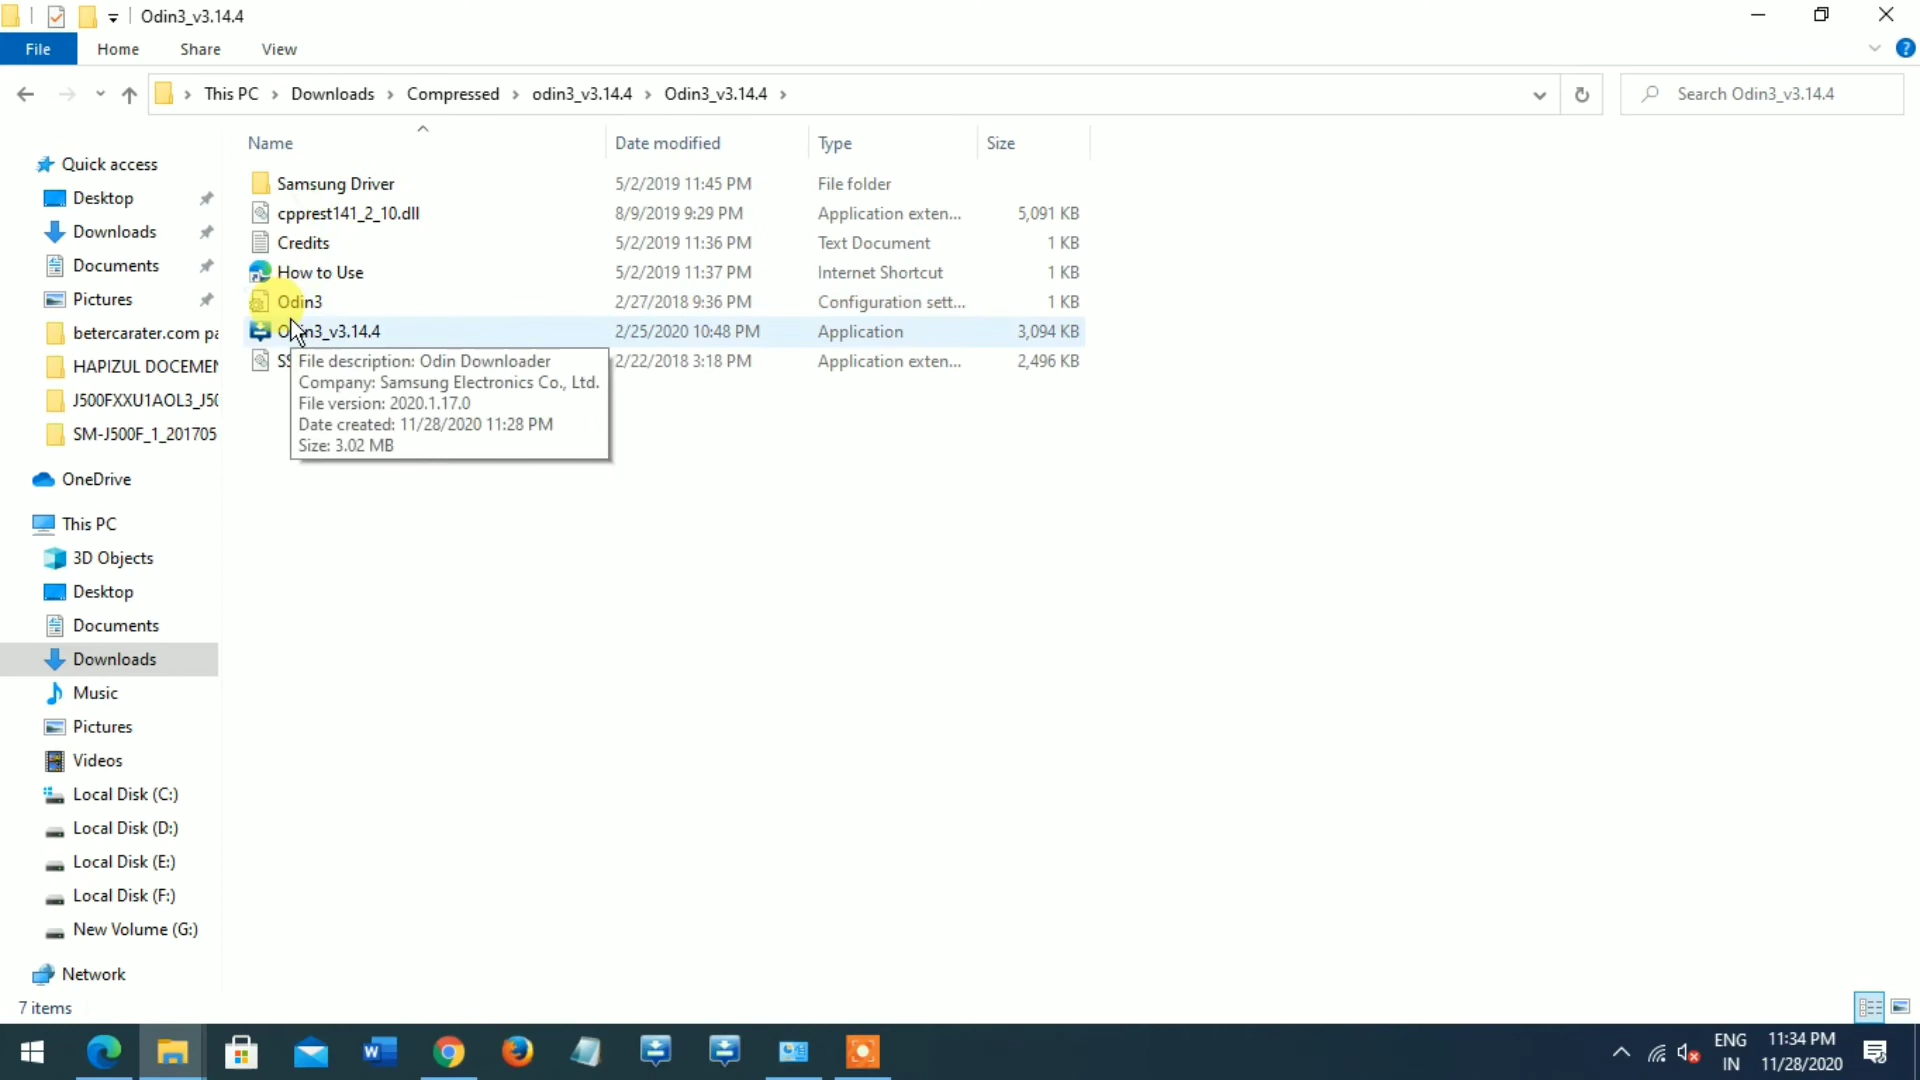 Odin3_v3.14.4
File Home Share View
This PC Downloads Compressed odin3_v3.14.4 Odin3_v3.14.4
Search Odin3_v3.14.4
Name Date modified Type Size
Quick access
Desktop
Downloads
Documents
Pictures
betercarater.com pa
HAPIZUL DOCEMEN
J500FXXU1AOL3_J50
SM-J500F_1_201705
OneDrive
This PC
3D Objects
Desktop
Documents
Downloads
Music
Pictures
Videos
Local Disk (C:)
Local Disk (D:)
Local Disk (E:)
Local Disk (F:)
New Volume (G:)
Network
Samsung Driver 5/2/2019 11:45 PM File folder
cpprest141_2_10.dll 8/9/2019 9:29 PM Application exten... 5,091 KB
Credits 5/2/2019 11:36 PM Text Document 1 KB
How to Use 5/2/2019 11:37 PM Internet Shortcut 1 KB
Odin3 2/27/2018 9:36 PM Configuration sett... 1 KB
Odin3_v3.14.4 2/25/2020 10:48 PM Application 3,094 KB
2/22/2018 3:18 PM Application exten... 2,496 KB
File description: Odin Downloader
Company: Samsung Electronics Co., Ltd.
File version: 2020.1.17.0
Date created: 11/28/2020 11:28 PM
Size: 3.02 MB
7 items
ENG 11:34 PM
IN 11/28/2020